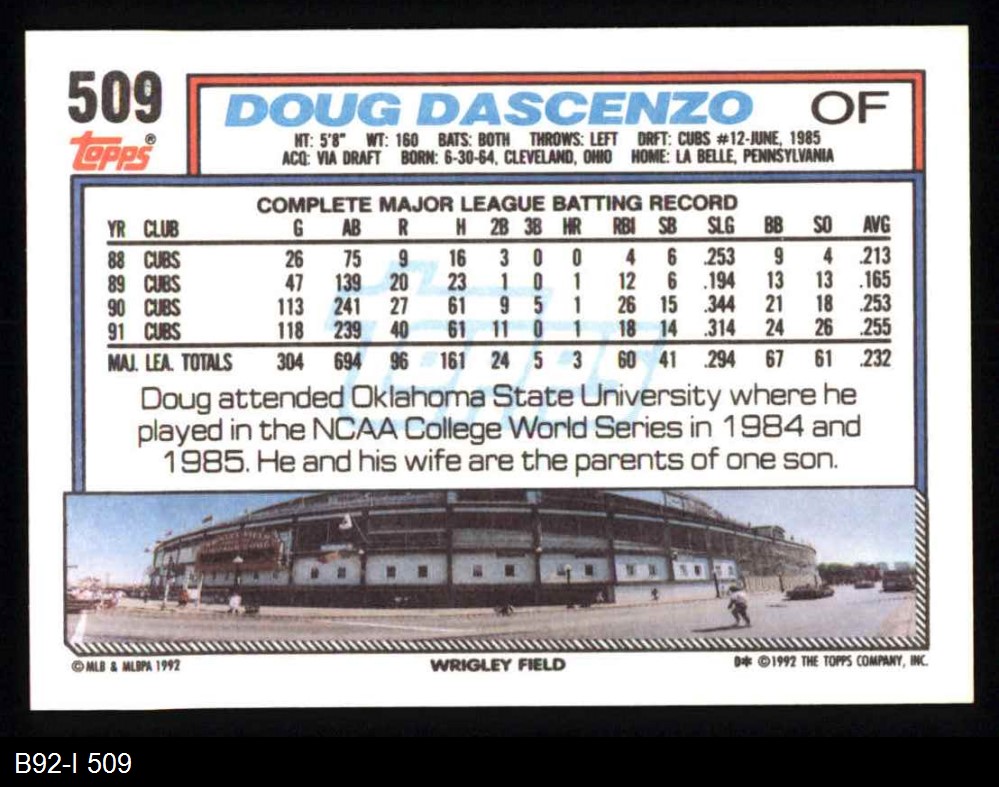 509
topps®
DOUG DASCENZO OF
HT: 5'8" WT: 160 BATS: BOTH THROWS: LEFT DRFT: CUBS #12-JUNE, 1985
ACQ: VIA DRAFT BORN: 6-30-64, CLEVELAND, OHIO HOME: LA BELLE, PENNSYLVANIA
COMPLETE MAJOR LEAGUE BATTING RECORD
YR CLUB G AB R H 2B 3B HR RBI SB SLG BB SO AVG
88 CUBS 26 75 9 16 3 0 0 4 6 .253 9 4 .213
89 CUBS 47 139 20 23 1 0 1 12 6 .194 13 13 .165
90 CUBS 113 241 27 61 9 5 1 26 15 .344 21 18 .253
91 CUBS 118 239 40 61 11 0 1 18 14 .314 24 26 .255
MAJ. LEA. TOTALS 304 694 96 161 24 5 3 60 41 .294 67 61 .232
topps
Doug attended Oklahoma State University where he
played in the NCAA College World Series in 1984 and
1985. He and his wife are the parents of one son.
© MLB & MLBPA 1992
WRIGLEY FIELD
D* ©1992 THE TOPPS COMPANY, INC.
B92-I 509